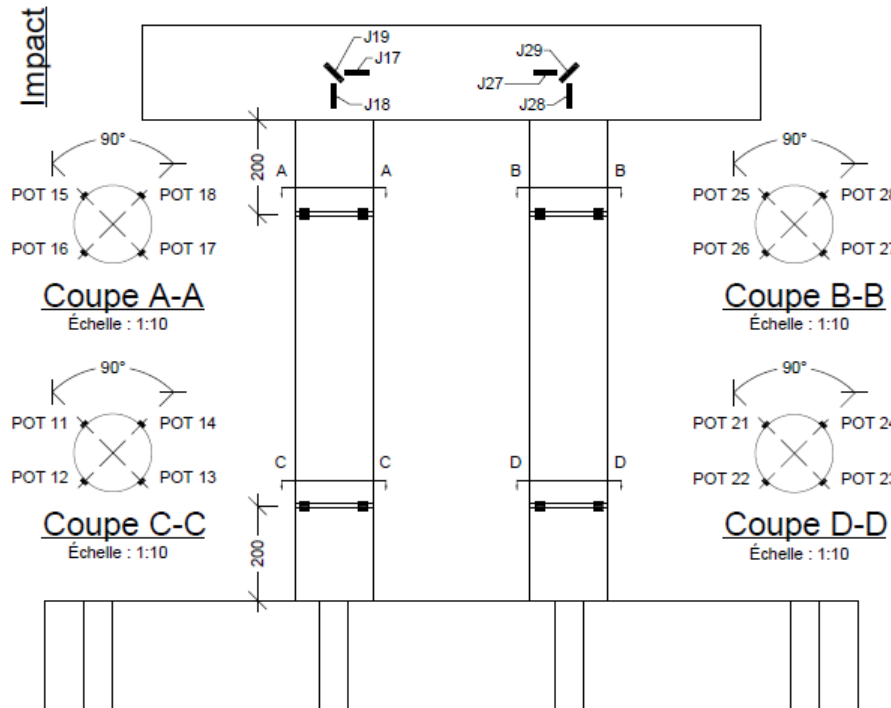 Impact
J19
J17
J18
J29
J27
J28
90°
POT 15
POT 18
POT 16
POT 17
Coupe A-A
Échelle : 1:10
200
A
A
B
B
90°
POT 25
POT 28
POT 26
POT 27
Coupe B-B
Échelle : 1:10
90°
POT 11
POT 14
POT 12
POT 13
Coupe C-C
Échelle : 1:10
200
C
C
D
D
90°
POT 21
POT 24
POT 22
POT 23
Coupe D-D
Échelle : 1:10